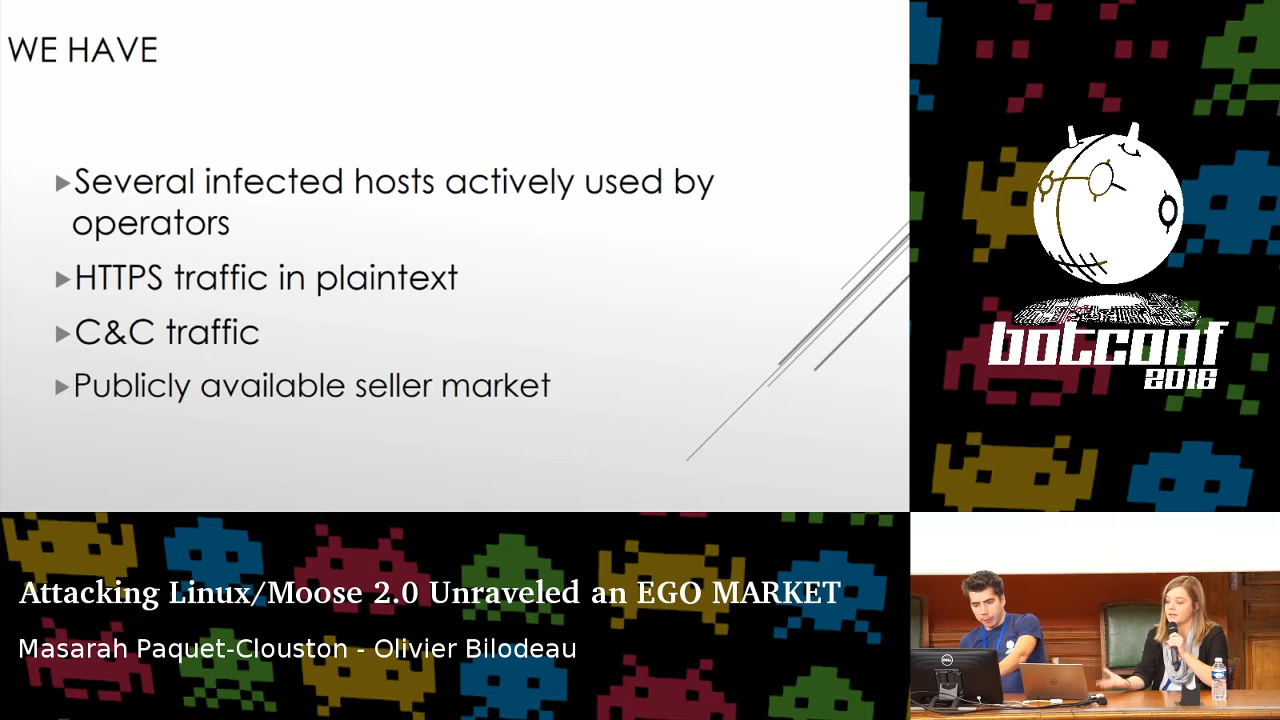 WE HAVE
Several infected hosts actively used by
operators
HTTPS traffic in plaintext
C&C traffic
Publicly available seller market
botconf
2016
Attacking Linux/Moose 2.0 Unraveled an EGO MARKET
Masarah Paquet-Clouston - Olivier Bilodeau
DELL